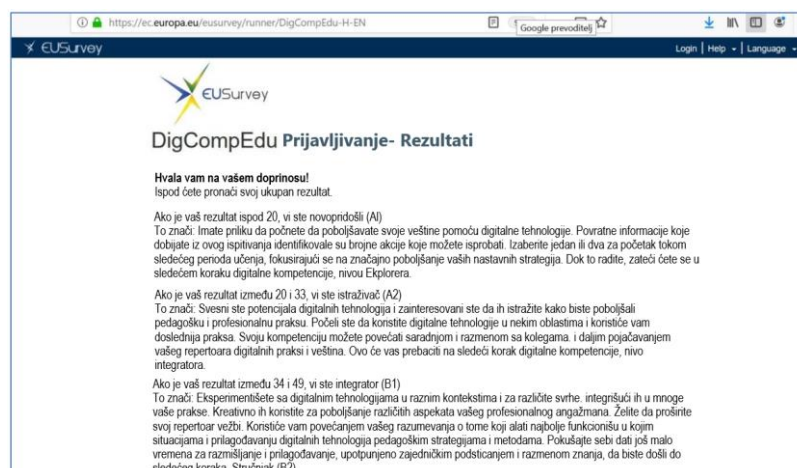 https://ec.europa.eu/eusurvey/runner/DigCompEdu-H-EN
Google prevoditelj
EUSurvey
Login | Help | Language
EUSurvey
DigCompEdu Prijavljivanje- Rezultati
Hvala vam na vašem doprinosu!
Ispod ćete pronaći svoj ukupan rezultat.
Ako je vaš rezultat ispod 20, vi ste novopridošli (Al)
To znači: Imate priliku da počnete da poboljšavate svoje veštine pomoću digitalne tehnologije. Povratne informacije koje
dobijate iz ovog ispitivanja identifikovale su brojne akcije koje možete isprobati. Izaberite jedan ili dva za početak tokom
sledećeg perioda učenja, fokusirajući se na značajno poboljšanje vaših nastavnih strategija. Dok to radite, zateći ćete se u
sledećem koraku digitalne kompetencije, nivou Ekplorera.
Ako je vaš rezultat između 20 i 33, vi ste istraživač (A2)
To znači: Svesni ste potencijala digitalnih tehnologija i zainteresovani ste da ih istražite kako biste poboljšali
pedagošku i profesionalnu praksu. Počeli ste da koristite digitalne tehnologije u nekim oblastima i koristiće vam
doslednija praksa. Svoju kompetenciju možete povećati saradnjom i razmenom sa kolegama. i daljim pojačavanjem
vašeg repertoara digitalnih praksi i veština. Ovo će vas prebaciti na sledeći korak digitalne kompetencije, nivo
integratora.
Ako je vaš rezultat između 34 i 49, vi ste integrator (B1)
To znači: Eksperimentišete sa digitalnim tehnologijama u raznim kontekstima i za različite svrhe. integrišući ih u mnoge
vaše prakse. Kreativno ih koristite za poboljšanje različitih aspekata vašeg profesionalnog angažmana. Želite da proširite
svoj repertoar vežbi. Koristiće vam povećanjem vašeg razumevanja o tome koji alati najbolje funkcionišu u kojim
situacijama i prilagođavanju digitalnih tehnologija pedagoškim strategijama i metodama. Pokušajte sebi dati još malo
vremena za razmišljanje i prilagođavanje, upotpunjeno zajedničkim podsticanjem i razmenom znanja, da biste došli do
sledećeg koraka, Stručnjak (B2)